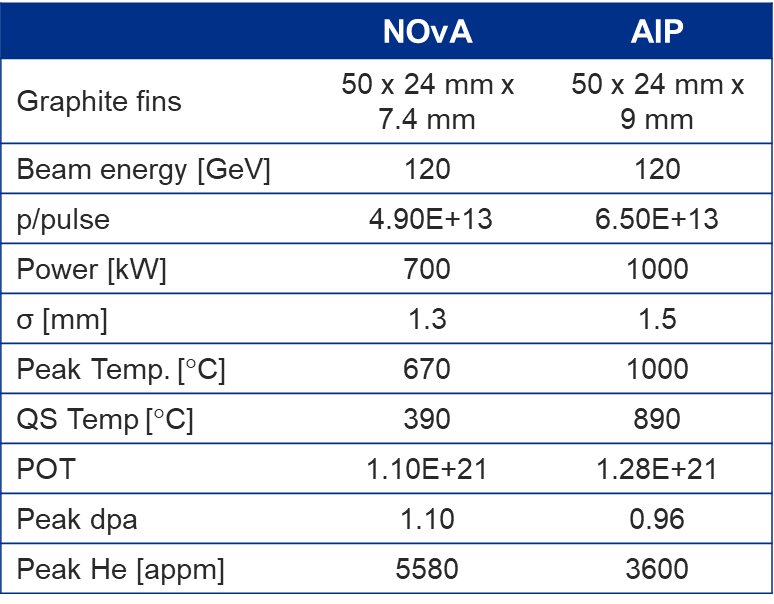 NOvA AIP
Graphite fins 50 x 24 mm x 7.4 mm 50 x 24 mm x 9 mm
Beam energy [GeV] 120 120
p/pulse 4.90E+13 6.50E+13
Power [kW] 700 1000
σ [mm] 1.3 1.5
Peak Temp. [°C] 670 1000
QS Temp [°C] 390 890
POT 1.10E+21 1.28E+21
Peak dpa 1.10 0.96
Peak He [appm] 5580 3600